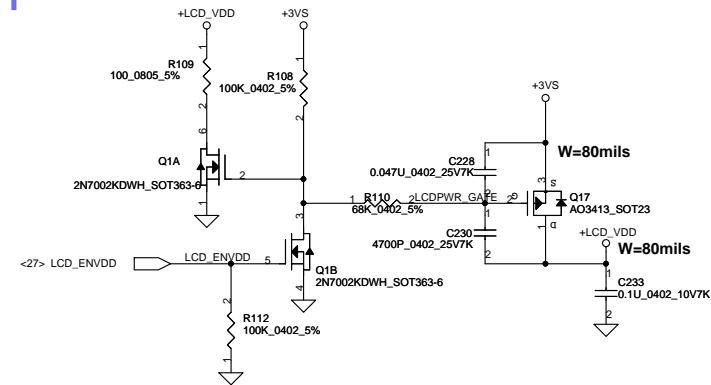 +LCD_VDD
+3VS
1
1
R109
100_0805_5%
R108
100K_0402_5%
2
2
+3VS
6
Q1A
2
2N7002KDWH_SOT363-6
1
C228
0.047U_0402_25V7K
1
2
W=80mils
3
S
Q17
AO3413_SOT23
1
R110
2
68K_0402_5%
LCDPWR_GATE
2
G
1
D
3
C230
4700P_0402_25V7K
1
2
+LCD_VDD
W=80mils
<27> LCD_ENVDD
LCD_ENVDD
5
Q1B
2N7002KDWH_SOT363-6
4
1
C233
0.1U_0402_10V7K
2
2
R112
100K_0402_5%
1